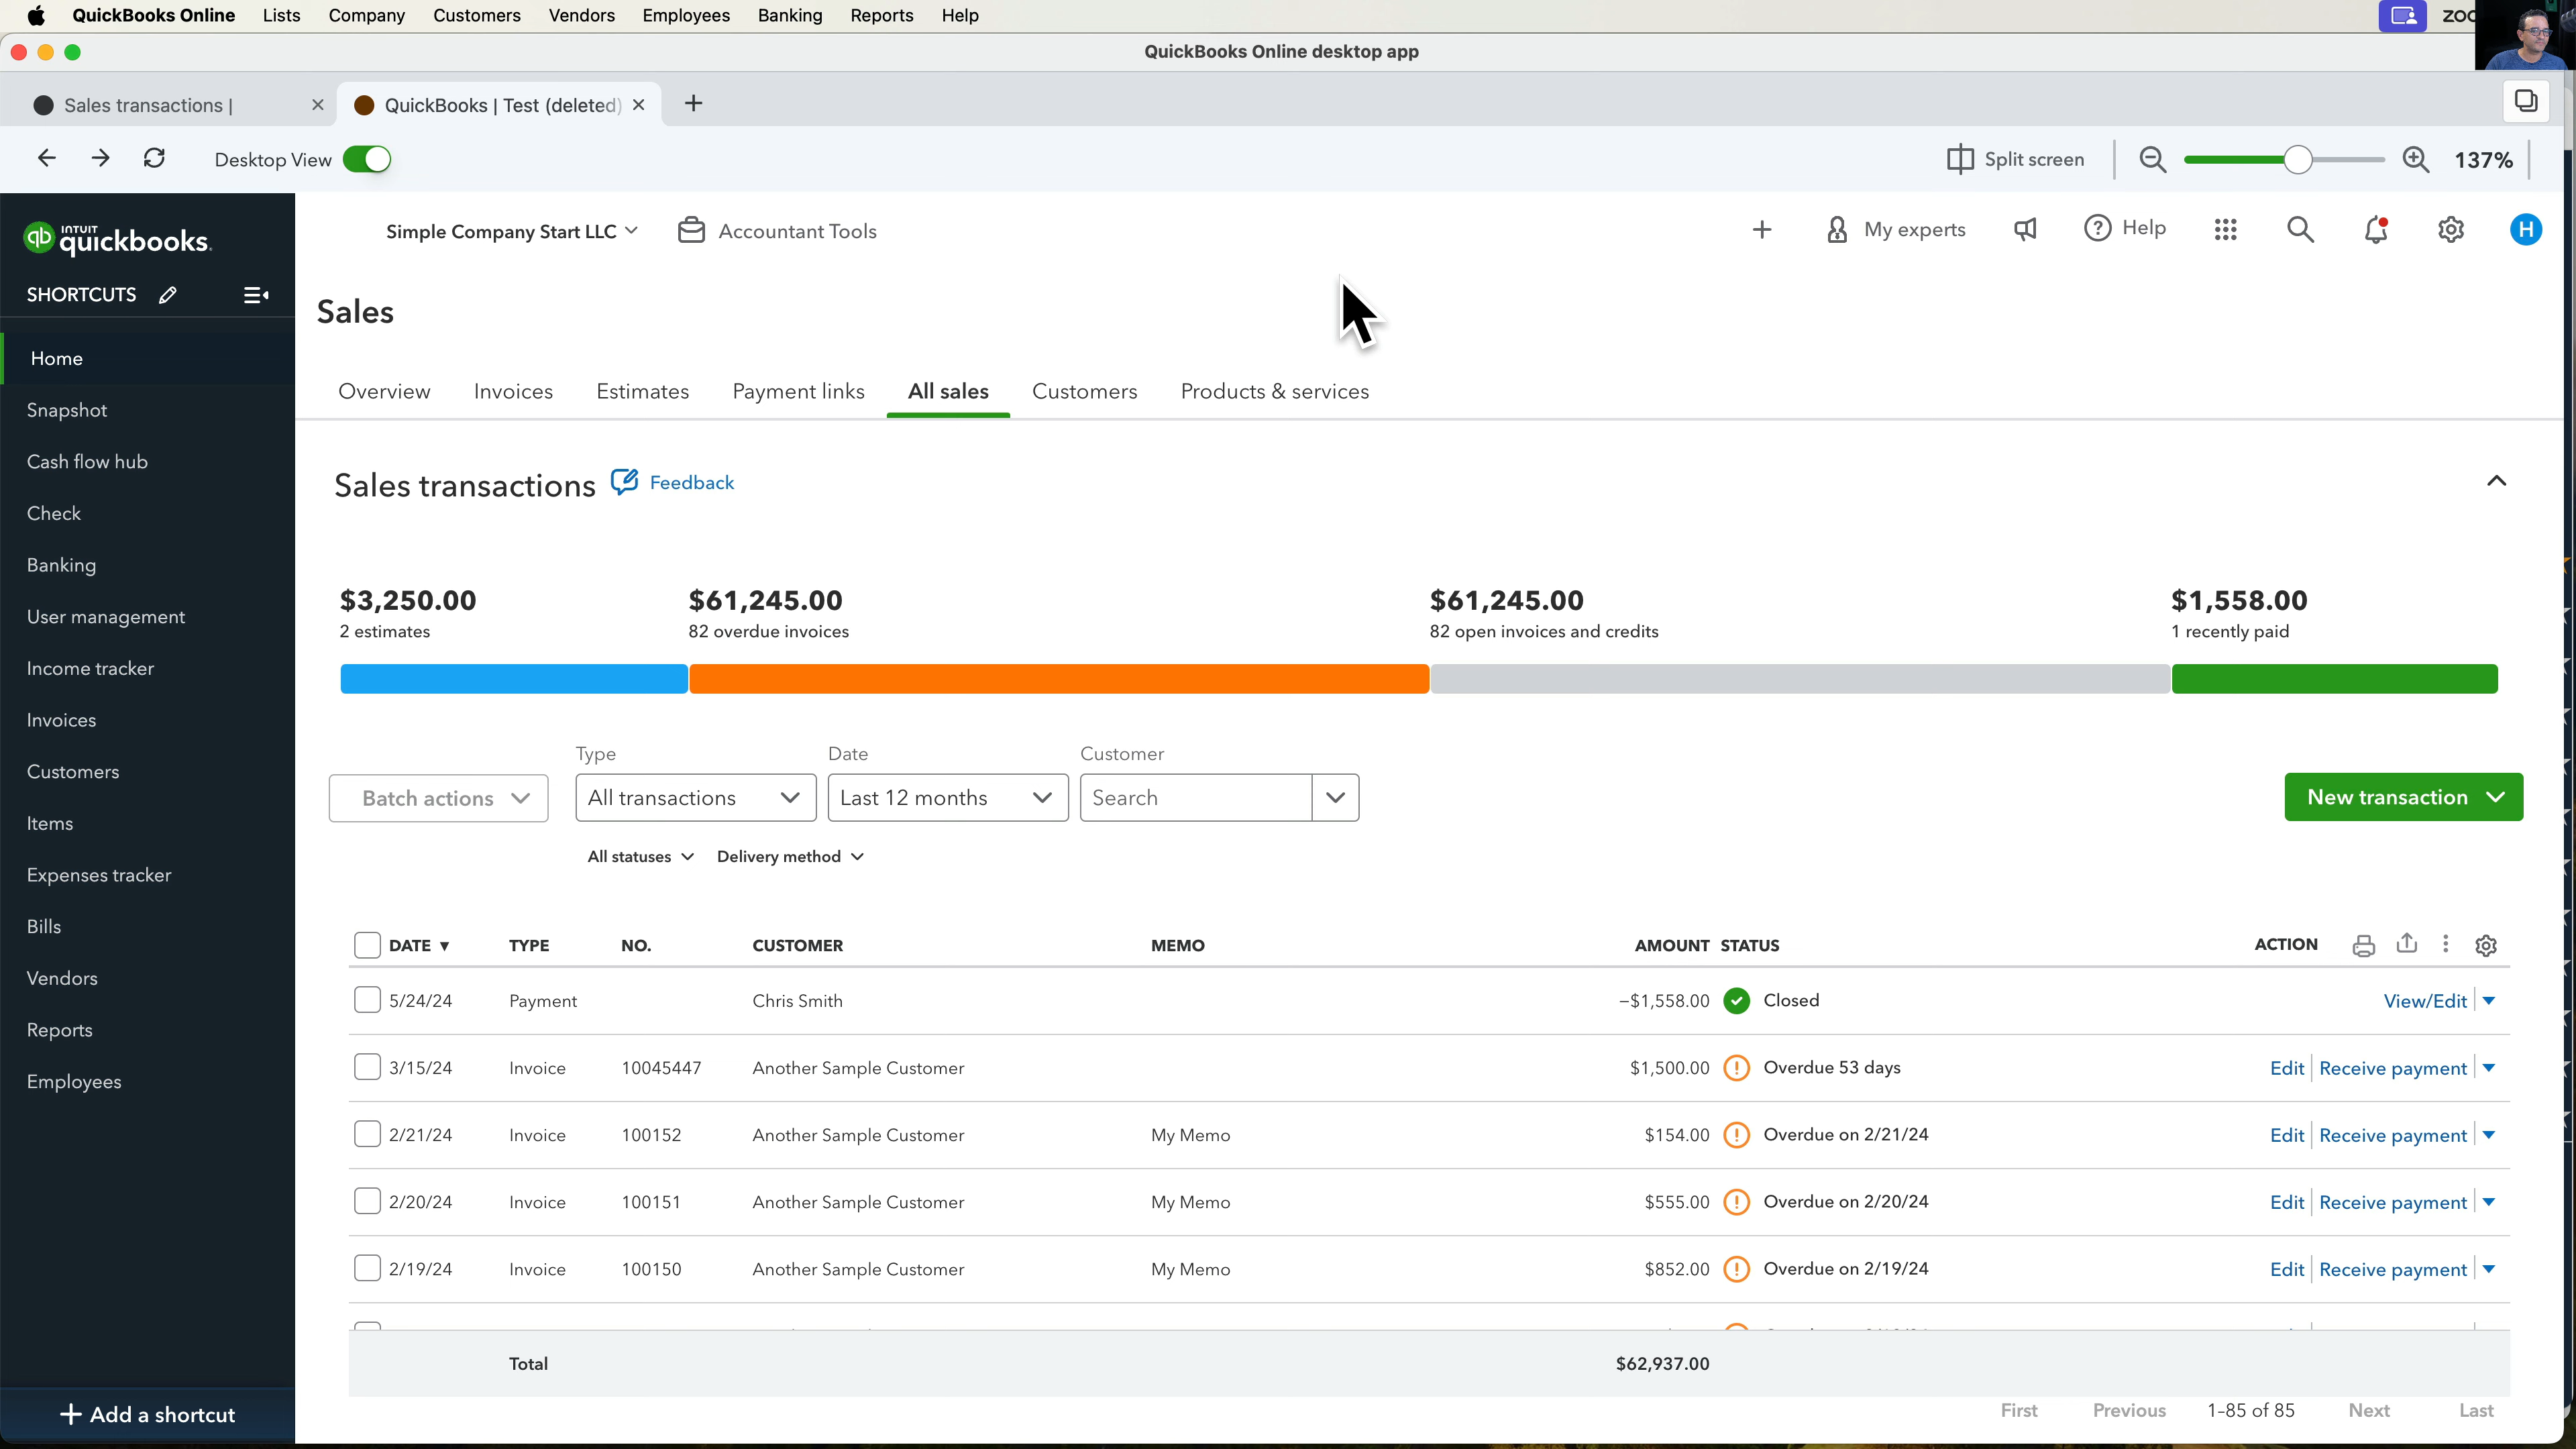 QuickBooks Online Lists Company Customers Vendors Employees Banking Reports Help
QuickBooks Online desktop app
Sales transactions | QuickBooks | Test (deleted)
Desktop View Split screen 137%
INTUIT
quickbooks.
Simple Company Start LLC Accountant Tools My experts Help H
SHORTCUTS
Home
Snapshot
Cash flow hub
Check
Banking
User management
Income tracker
Invoices
Customers
Items
Expenses tracker
Bills
Vendors
Reports
Employees
Add a shortcut
Sales
Overview Invoices Estimates Payment links All sales Customers Products & services
Sales transactions Feedback
$3,250.00 $61,245.00 $61,245.00 $1,558.00
2 estimates 82 overdue invoices 82 open invoices and credits 1 recently paid
Type Date Customer
Batch actions All transactions Last 12 months Search New transaction
All statuses Delivery method
DATE TYPE NO. CUSTOMER MEMO AMOUNT STATUS ACTION
5/24/24 Payment Chris Smith –$1,558.00 Closed View/Edit
3/15/24 Invoice 10045447 Another Sample Customer $1,500.00 Overdue 53 days Edit Receive payment
2/21/24 Invoice 100152 Another Sample Customer My Memo $154.00 Overdue on 2/21/24 Edit Receive payment
2/20/24 Invoice 100151 Another Sample Customer My Memo $555.00 Overdue on 2/20/24 Edit Receive payment
2/19/24 Invoice 100150 Another Sample Customer My Memo $852.00 Overdue on 2/19/24 Edit Receive payment
Total $62,937.00
First Previous 1-85 of 85 Next Last